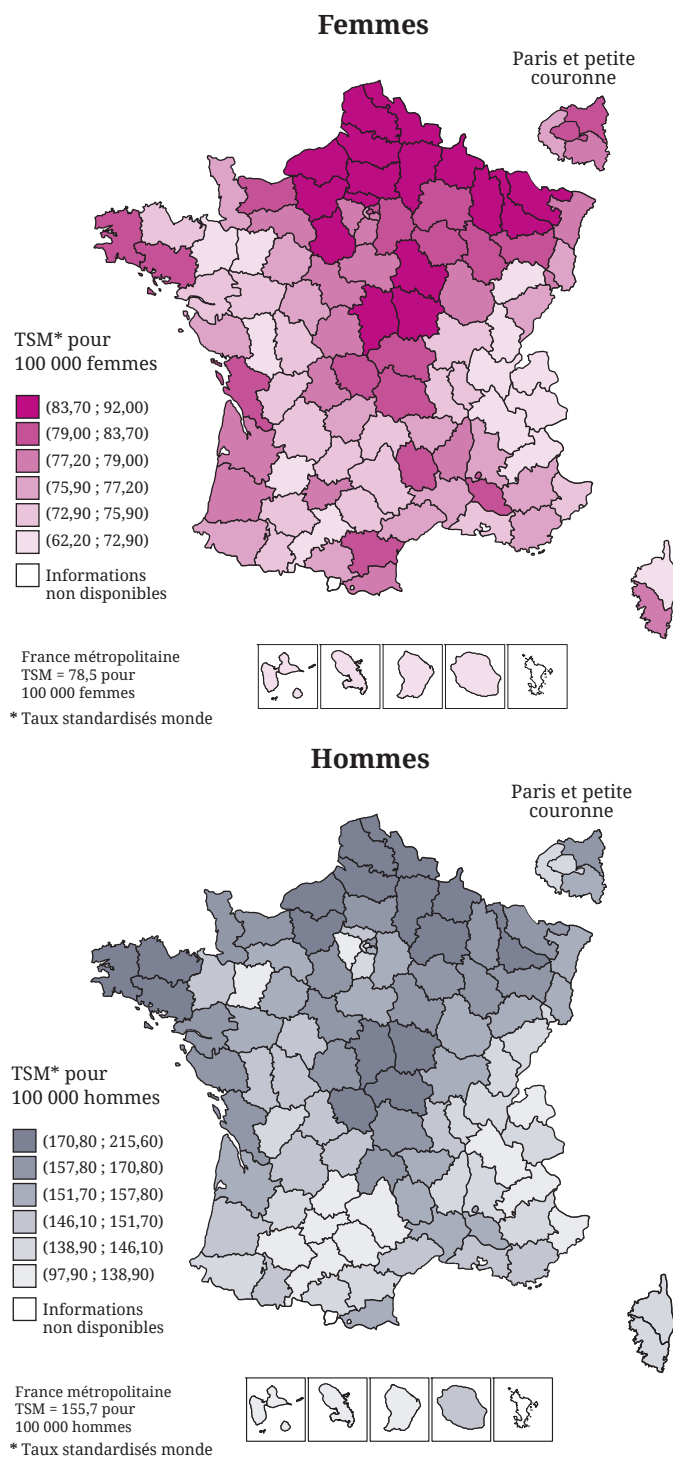 Femmes
Paris et petite
couronne
TSM* pour
100 000 femmes
(83,70 ; 92,00)
(79,00 ; 83,70)
(77,20 ; 79,00)
(75,90 ; 77,20)
(72,90 ; 75,90)
(62,20 ; 72,90)
Informations
non disponibles
France métropolitaine
TSM = 78,5 pour
100 000 femmes
* Taux standardisés monde
Hommes
Paris et petite
couronne
TSM* pour
100 000 hommes
(170,80 ; 215,60)
(157,80 ; 170,80)
(151,70 ; 157,80)
(146,10 ; 151,70)
(138,90 ; 146,10)
(97,90 ; 138,90)
Informations
non disponibles
France métropolitaine
TSM = 155,7 pour
100 000 hommes
* Taux standardisés monde